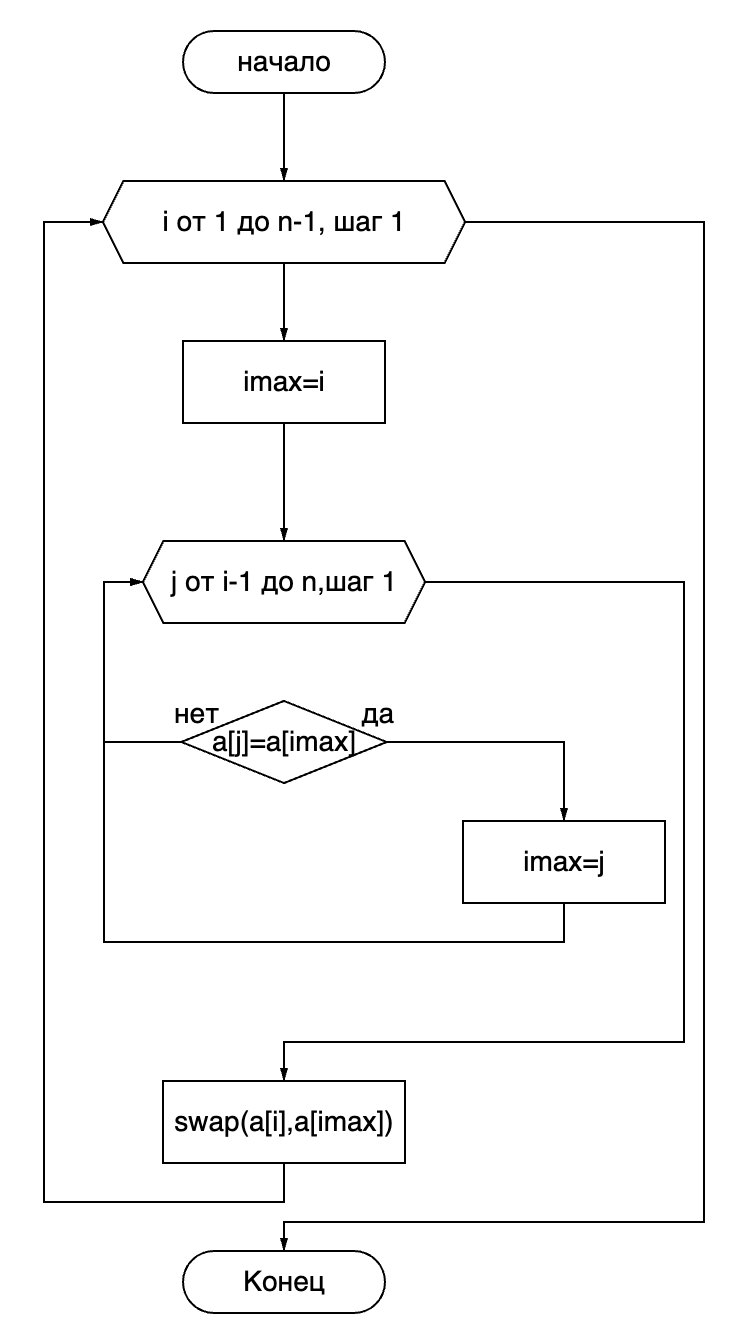 начало
i от 1 до n-1, шаг 1
imax=i
j от i-1 до n,шаг 1
нет
да
a[j]=a[imax]
imax=j
swap(a[i],a[imax])
Конец